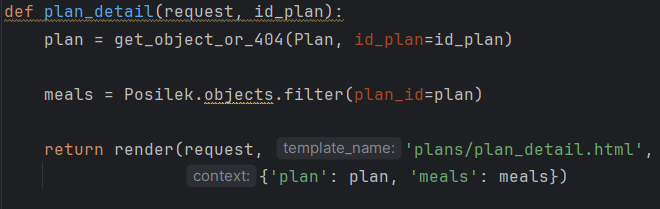 def plan_detail(request, id_plan):
plan = get_object_or_404(Plan, id_plan=id_plan)
meals = Posilek.objects.filter(plan_id=plan)
return render(request, template_name: 'plans/plan_detail.html',
context: {'plan': plan, 'meals': meals})